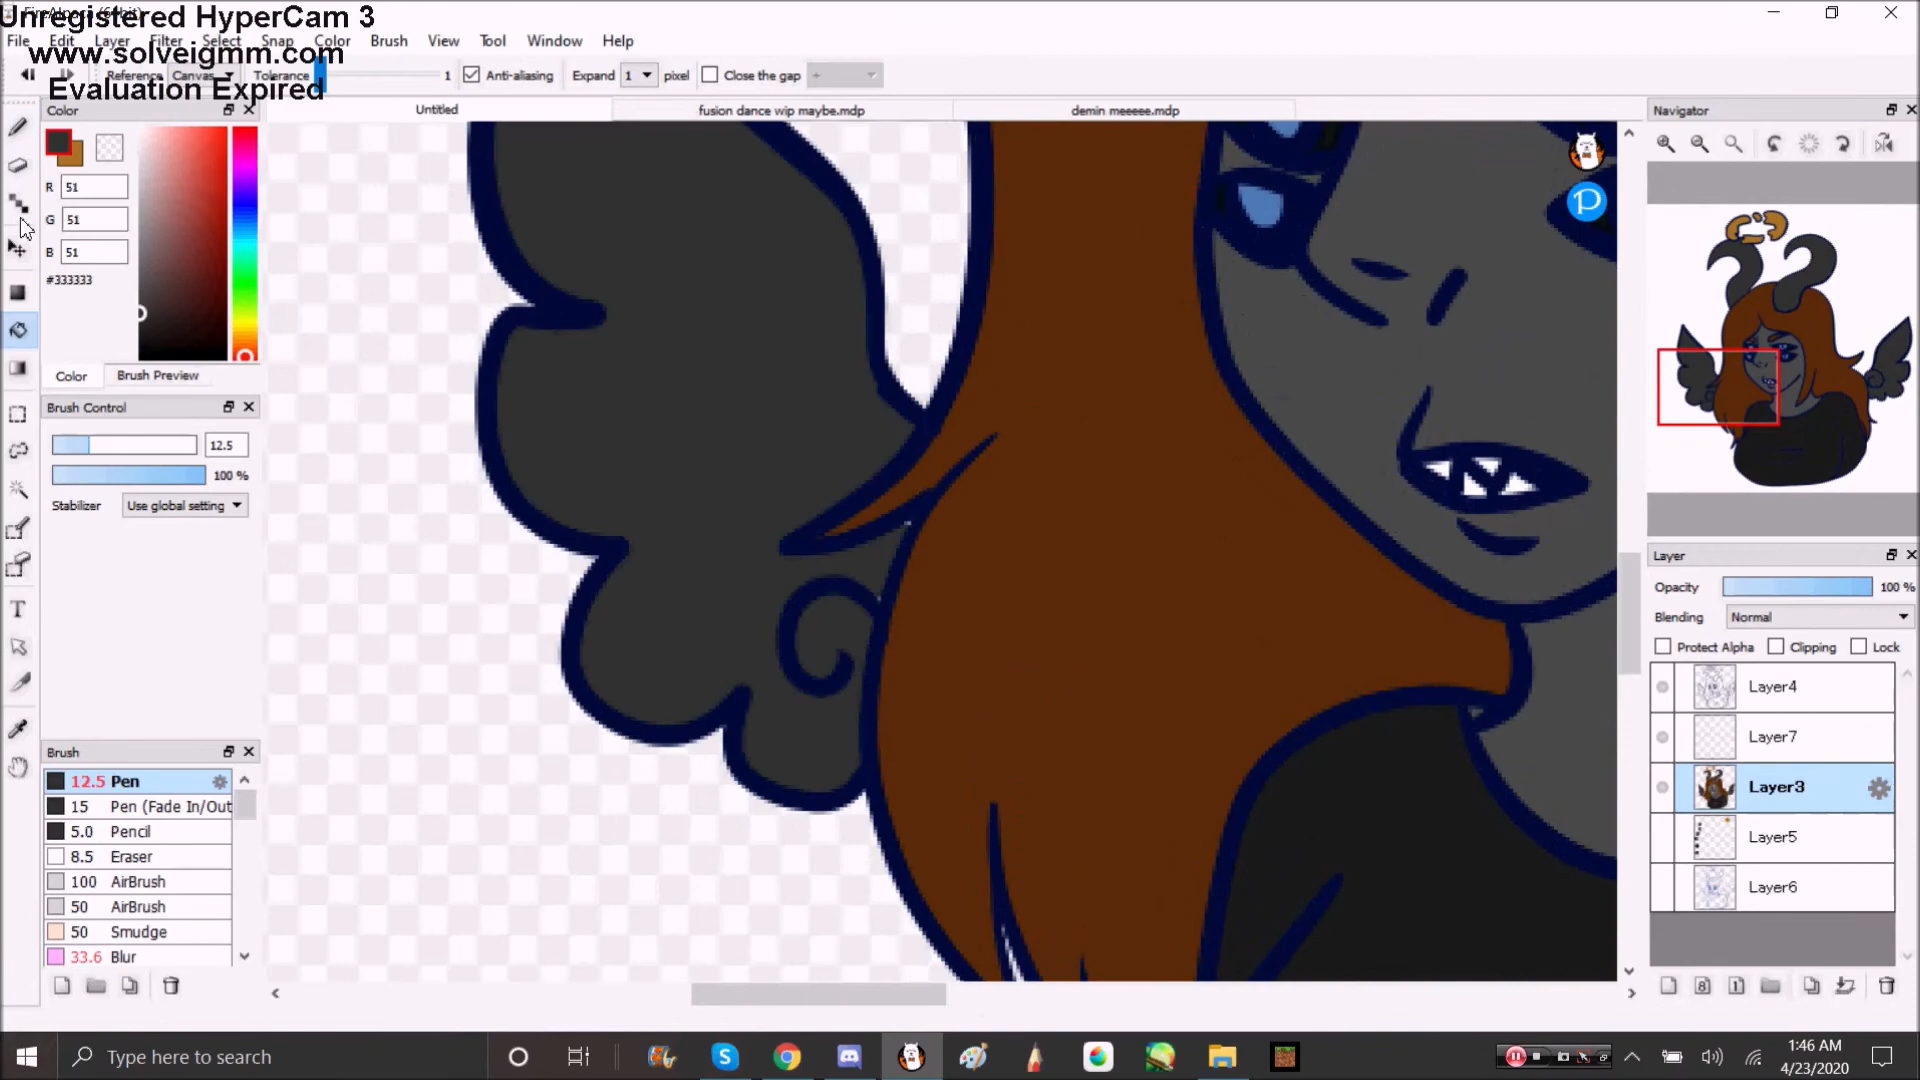 Unregistered HyperCam 3
www.solveigmm.com
Evaluation Expired
File Edit Layer Filter Select Snap Color Brush View Tool Window Help
Reference Canvas Tolerance 1 Anti-aliasing Expand 1 pixel Close the gap +
Color
Untitled
fusion dance wip maybe.mdp
demin meeeee.mdp
Navigator
R 51
G 51
B 51
#333333
Color Brush Preview
Brush Control
12.5
100 %
Stabilizer Use global setting
Layer
Opacity 100 %
Blending Normal
Protect Alpha Clipping Lock
Layer4
Layer7
Layer3
Layer5
Layer6
Brush
12.5 Pen
15 Pen (Fade In/Out
5.0 Pencil
8.5 Eraser
100 AirBrush
50 AirBrush
50 Smudge
33.6 Blur
Type here to search
1:46 AM
4/23/2020